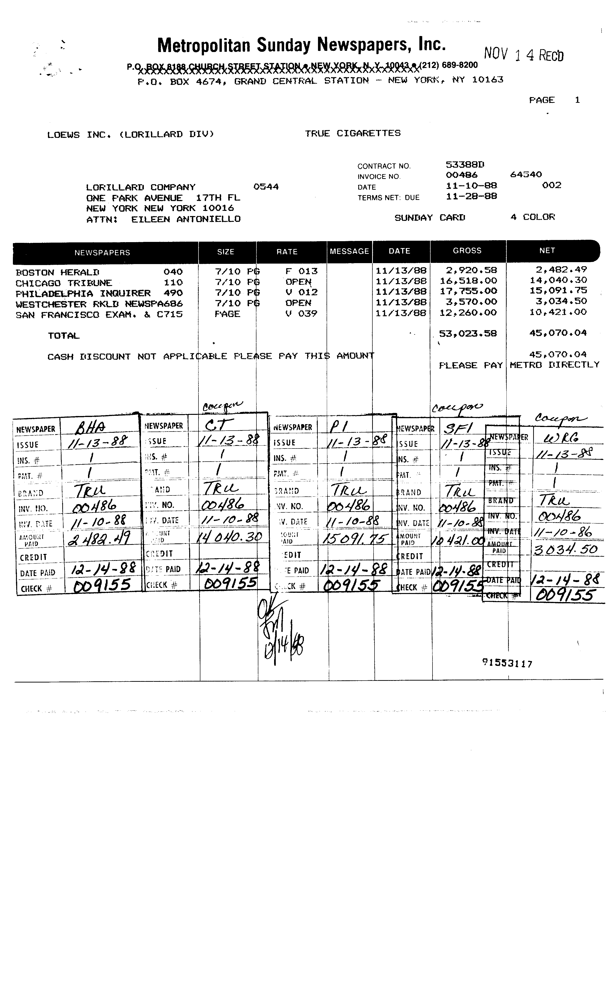 Metropolitan Sunday Newspapers, Inc.
NOV 14 REC'D
P.O. BOX 8188 CHURCH STREET STATION • NEW YORK, N.Y. 10043 • (212) 689-8200
P.O. BOX 4674, GRAND CENTRAL STATION - NEW YORK, NY 10163
PAGE 1
LOEWS INC. (LORILLARD DIV) TRUE CIGARETTES
CONTRACT NO. 53388D
INVOICE NO. 00486 64540
LORILLARD COMPANY 0544 DATE 11-10-88 002
ONE PARK AVENUE 17TH FL TERMS NET: DUE 11-28-88
NEW YORK NEW YORK 10016
ATTN: EILEEN ANTONIELLO SUNDAY CARD 4 COLOR
NEWSPAPERS SIZE RATE MESSAGE DATE GROSS NET
BOSTON HERALD 040 7/10 PG F 013 11/13/88 2,920.58 2,482.49
CHICAGO TRIBUNE 110 7/10 PG OPEN 11/13/88 16,518.00 14,040.30
PHILADELPHIA INQUIRER 490 7/10 PG V 012 11/13/88 17,755.00 15,091.75
WESTCHESTER RKLD NEWSPA686 7/10 PG OPEN 11/13/88 3,570.00 3,034.50
SAN FRANCISCO EXAM. & C715 PAGE V 039 11/13/88 12,260.00 10,421.00
TOTAL 53,023.58 45,070.04
CASH DISCOUNT NOT APPLICABLE PLEASE PAY THIS AMOUNT 45,070.04
PLEASE PAY METRO DIRECTLY
coupon coupon coupon
NEWSPAPER BHA NEWSPAPER CT NEWSPAPER PI NEWSPAPER SFI NEWSPAPER WRG
ISSUE 11-13-88 ISSUE 11-13-88 ISSUE 11-13-88 ISSUE 11-13-88 ISSUE 11-13-88
INS. # 1 INS. # 1 INS. # 1 INS. # 1 INS. # 1
PMT. # 1 PMT. # 1 PMT. # 1 PMT. # 1 PMT. # 1
BRAND TRU BRAND TRU BRAND TRU BRAND TRU BRAND TRU
INV. NO. 00486 INV. NO. 00486 INV. NO. 00486 INV. NO. 00486 INV. NO. 00486
INV. DATE 11-10-88 INV. DATE 11-10-88 INV. DATE 11-10-88 INV. DATE 11-10-88 INV. DATE 11-10-86
AMOUNT PAID 2482.49 AMOUNT PAID 14040.30 AMOUNT PAID 15091.75 AMOUNT PAID 10421.00 AMOUNT PAID 3034.50
CREDIT CREDIT CREDIT CREDIT CREDIT
DATE PAID 12-14-88 DATE PAID 12-14-88 DATE PAID 12-14-88 DATE PAID 12-14-88 DATE PAID 12-14-88
CHECK # 009155 CHECK # 009155 CHECK # 009155 CHECK # 009155 CHECK # 009155
OK
12/14/88
91553117